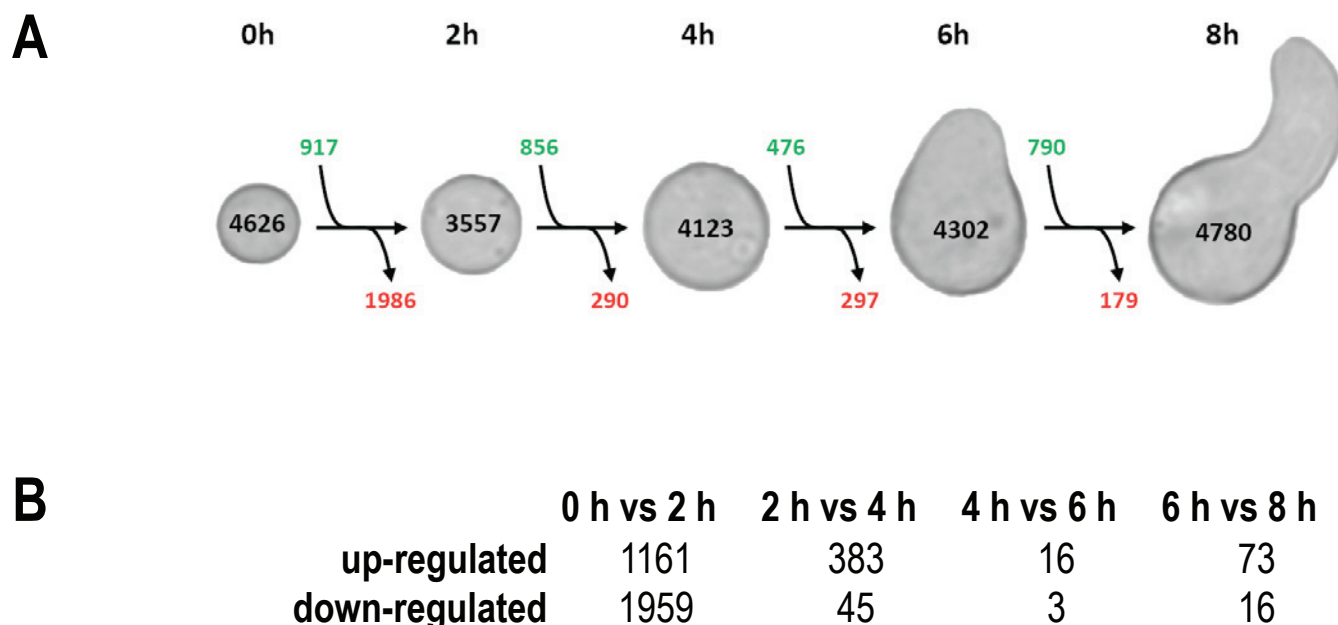 A
0h 2h 4h 6h 8h
917 856 476 790
4626 3557 4123 4302 4780
1986 290 297 179
B
0 h vs 2 h 2 h vs 4 h 4 h vs 6 h 6 h vs 8 h
up-regulated 1161 383 16 73
down-regulated 1959 45 3 16